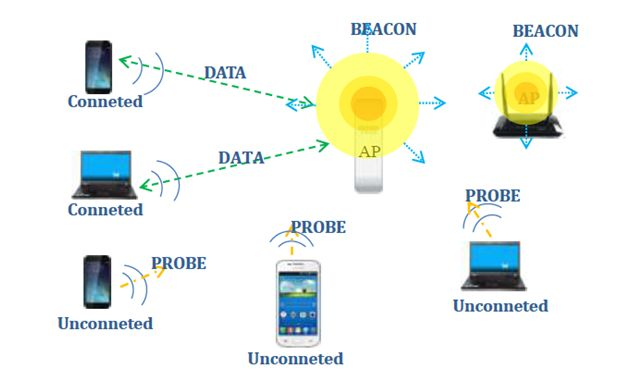 BEACON
BEACON
DATA
Conneted
AP
AP
DATA
Conneted
PROBE
PROBE
PROBE
Unconneted
Unconneted
Unconneted